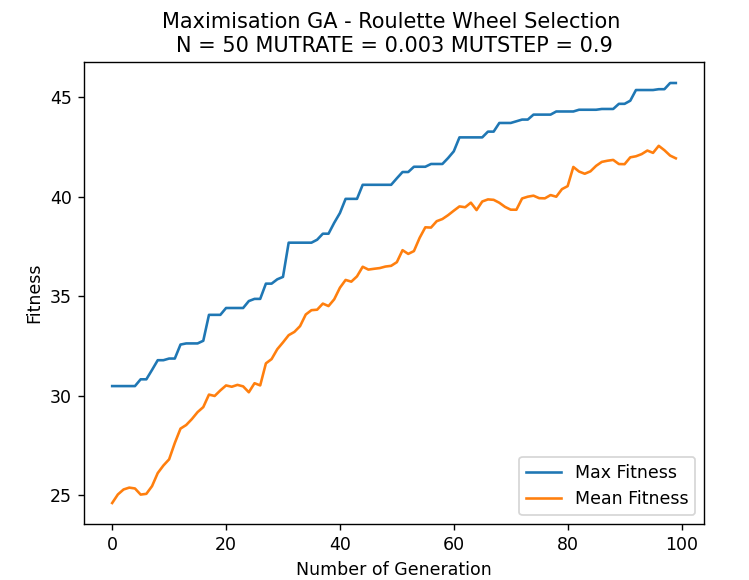 Maximisation GA - Roulette Wheel Selection
N = 50 MUTRATE = 0.003 MUTSTEP = 0.9
45
40
35
30
25
Fitness
Max Fitness
Mean Fitness
0 20 40 60 80 100
Number of Generation